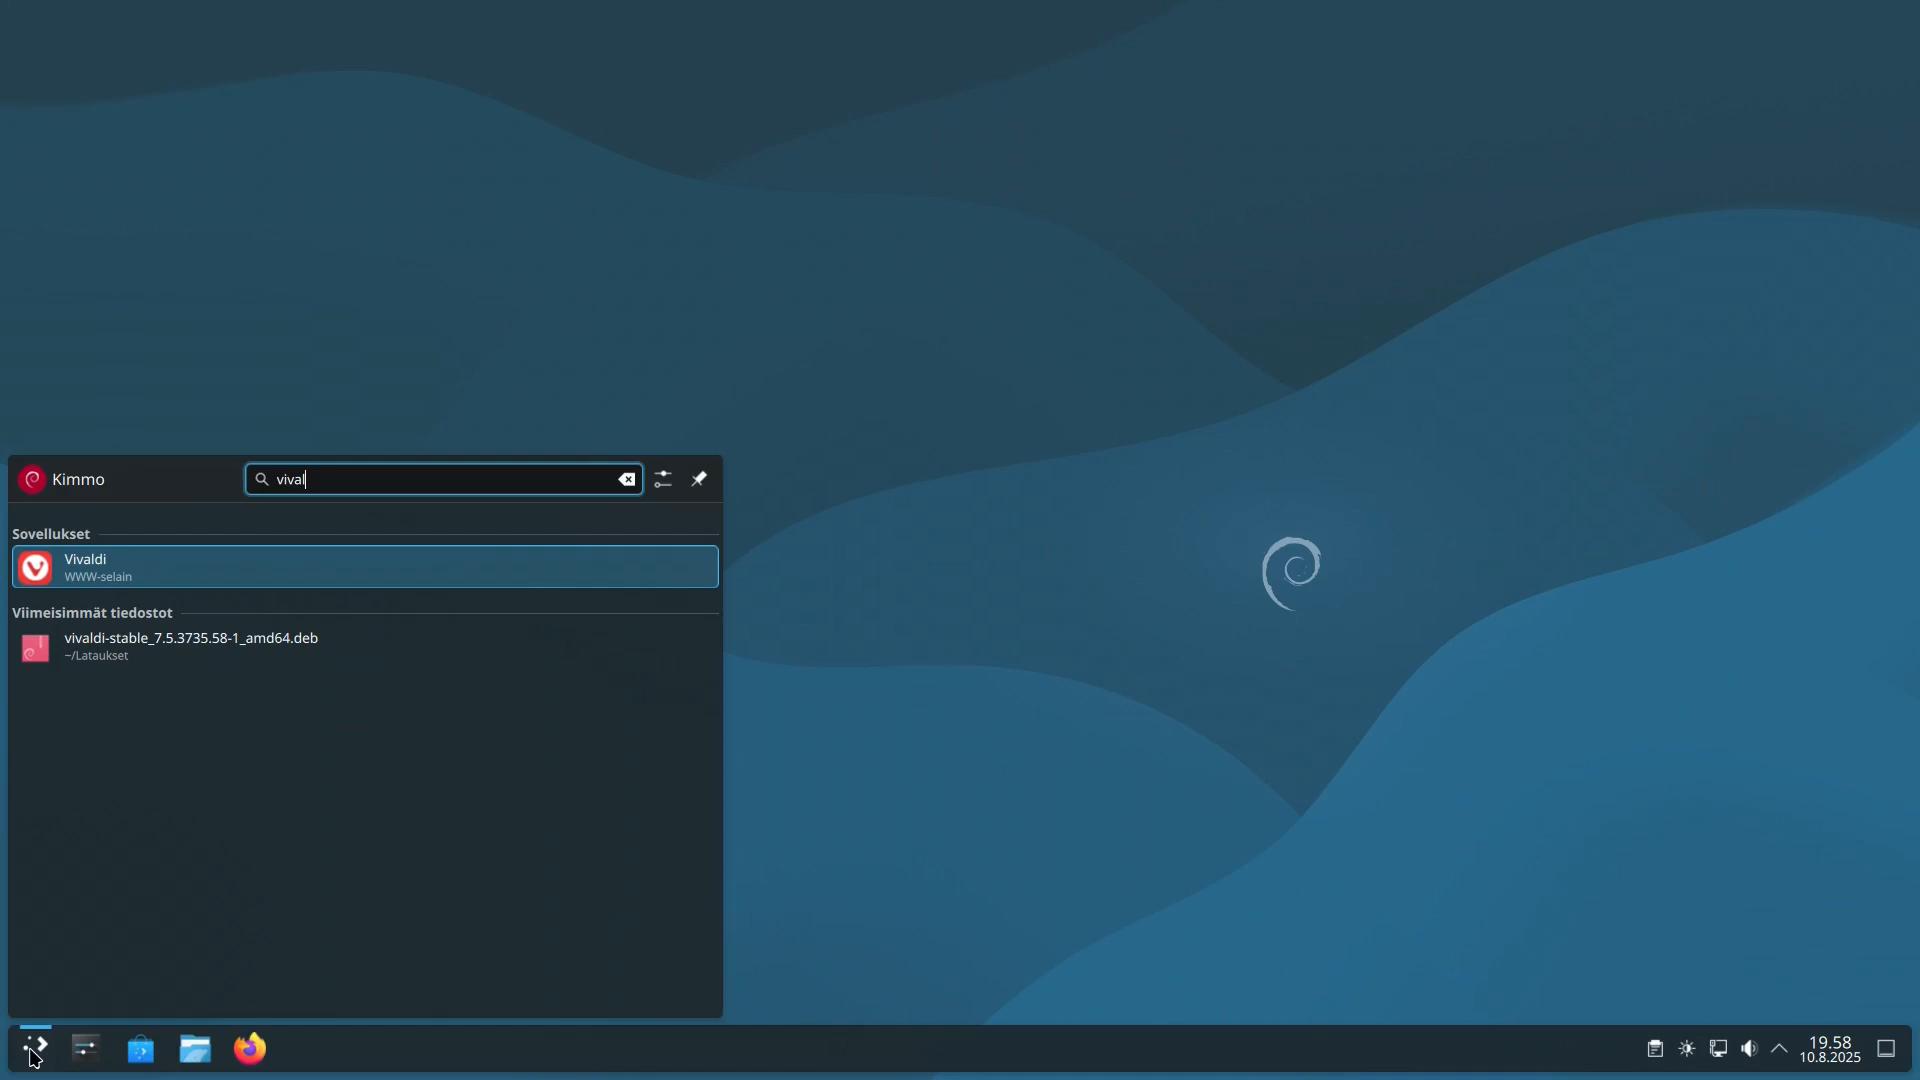 Kimmo
vival
Sovellukset
Vivaldi
WWW-selain
Viimeisimmät tiedostot
vivaldi-stable_7.5.3735.58-1_amd64.deb
~/Lataukset
19.58
10.8.2025